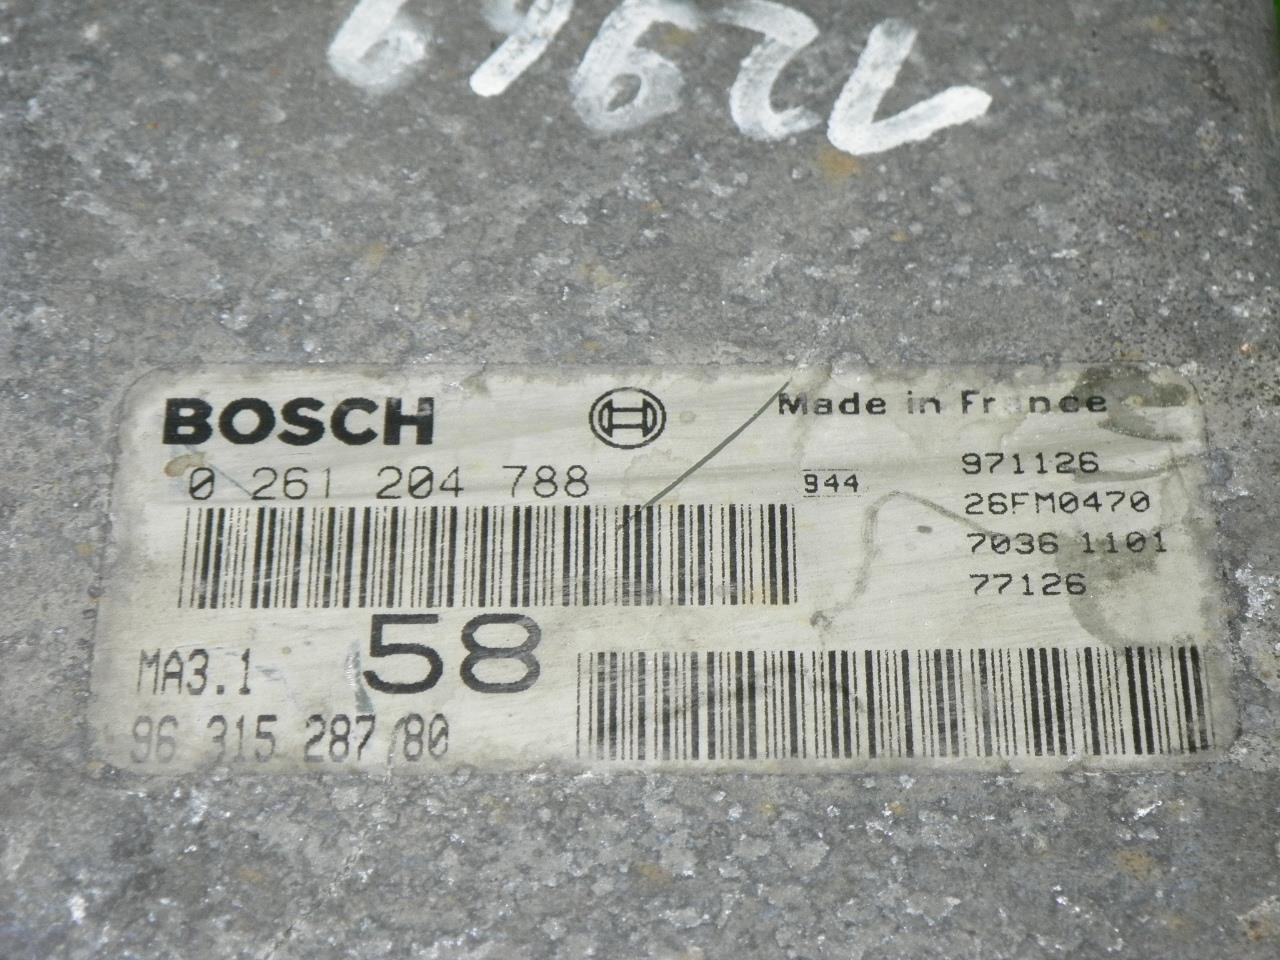 BOSCH
Made in France
0 261 204 788
944
971126
26FM0470
7036 1101
77126
MA3.1
58
96 315 287/80